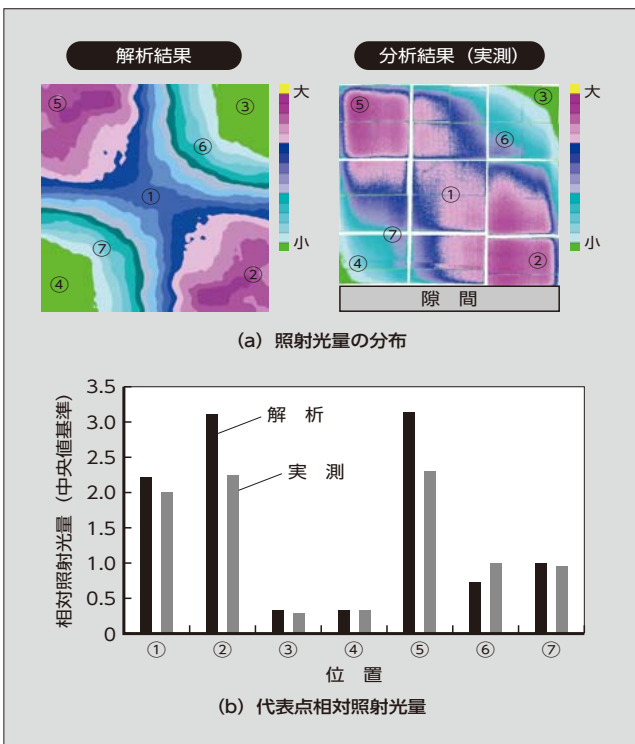 解析結果
分析結果（実測）
⑤
③
⑥
①
⑦
④
②
大
小
⑤
③
⑥
①
⑦
④
②
大
小
隙 間
(a) 照射光量の分布
相対照射光量（中央値基準）
3.5
3.0
2.5
2.0
1.5
1.0
0.5
0
解 析
実 測
① ② ③ ④ ⑤ ⑥ ⑦
位 置
(b) 代表点相対照射光量